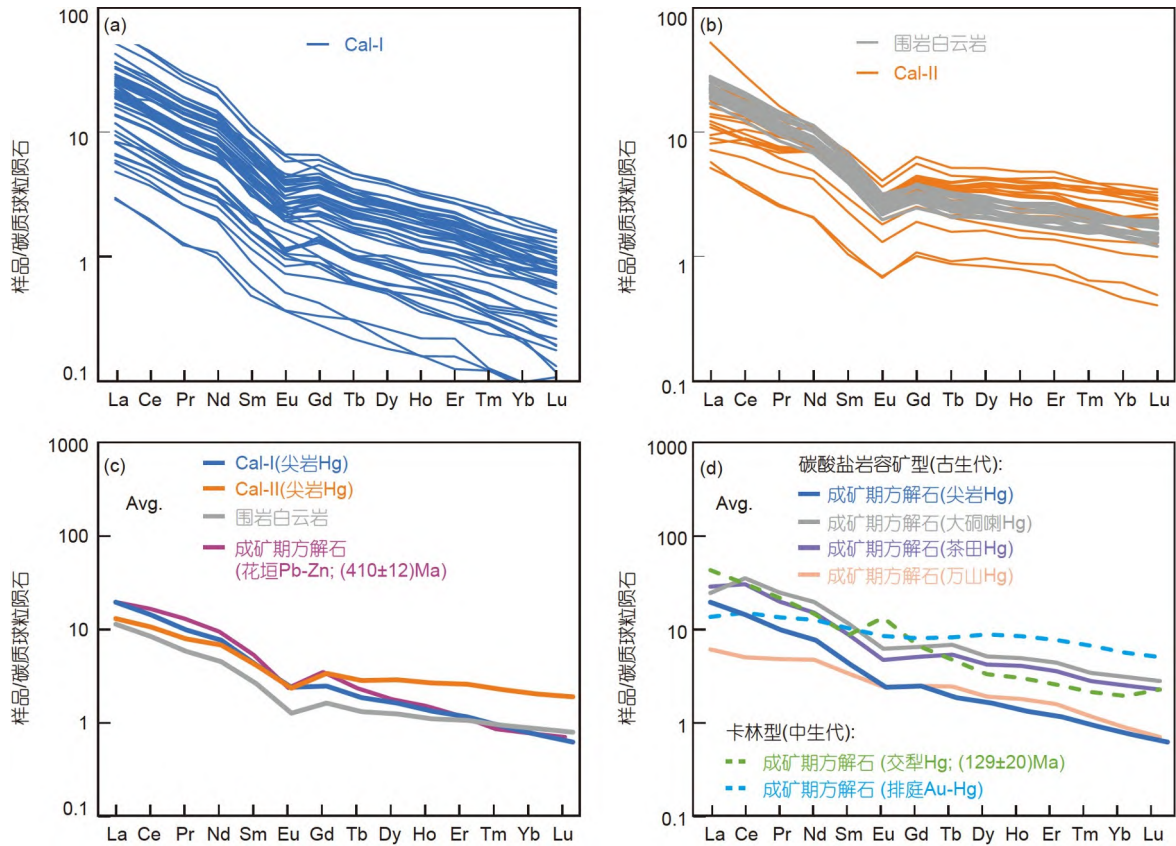 (a)
Cal-I
100
10
1
0.1
样品/碳质球粒陨石
La Ce Pr Nd Sm Eu Gd Tb Dy Ho Er Tm Yb Lu
(b)
围岩白云岩
Cal-II
100
10
1
0.1
样品/碳质球粒陨石
La Ce Pr Nd Sm Eu Gd Tb Dy Ho Er Tm Yb Lu
(c)
Avg.
Cal-I(尖岩Hg)
Cal-II(尖岩Hg)
围岩白云岩
成矿期方解石
(花垣Pb-Zn; (410±12)Ma)
1000
100
10
1
0.1
样品/碳质球粒陨石
La Ce Pr Nd Sm Eu Gd Tb Dy Ho Er Tm Yb Lu
(d)
Avg.
碳酸盐岩容矿型(古生代):
成矿期方解石(尖岩Hg)
成矿期方解石(大硐喇Hg)
成矿期方解石(茶田Hg)
成矿期方解石(万山Hg)
卡林型(中生代):
成矿期方解石 (交犁Hg; (129±20)Ma)
成矿期方解石 (排庭Au-Hg)
1000
100
10
1
0.1
样品/碳质球粒陨石
La Ce Pr Nd Sm Eu Gd Tb Dy Ho Er Tm Yb Lu